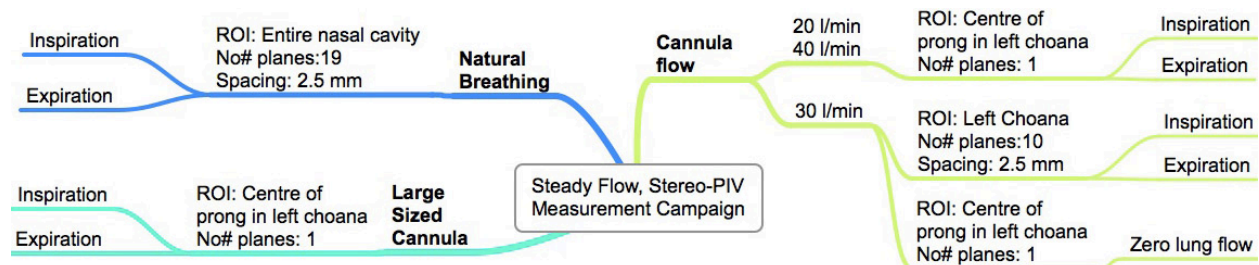 Inspiration
Expiration
ROI: Entire nasal cavity
No# planes:19
Spacing: 2.5 mm
Natural
Breathing
Inspiration
Expiration
ROI: Centre of
prong in left choana
No# planes: 1
Large
Sized
Cannula
Steady Flow, Stereo-PIV
Measurement Campaign
Cannula
flow
20 l/min
40 l/min
ROI: Centre of
prong in left choana
No# planes: 1
Inspiration
Expiration
30 l/min
ROI: Left Choana
No# planes:10
Spacing: 2.5 mm
Inspiration
Expiration
ROI: Centre of
prong in left choana
No# planes: 1
Zero lung flow